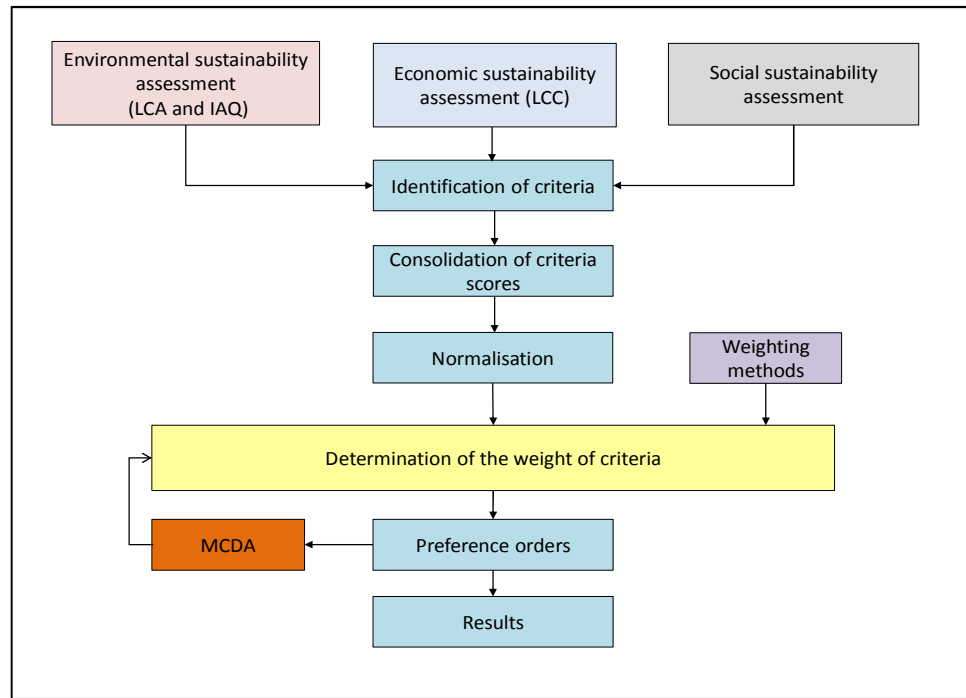 Environmental sustainability
assessment
(LCA and IAQ)
Economic sustainability
assessment (LCC)
Social sustainability
assessment
Identification of criteria
Consolidation of criteria
scores
Normalisation
Weighting
methods
Determination of the weight of criteria
MCDA
Preference orders
Results